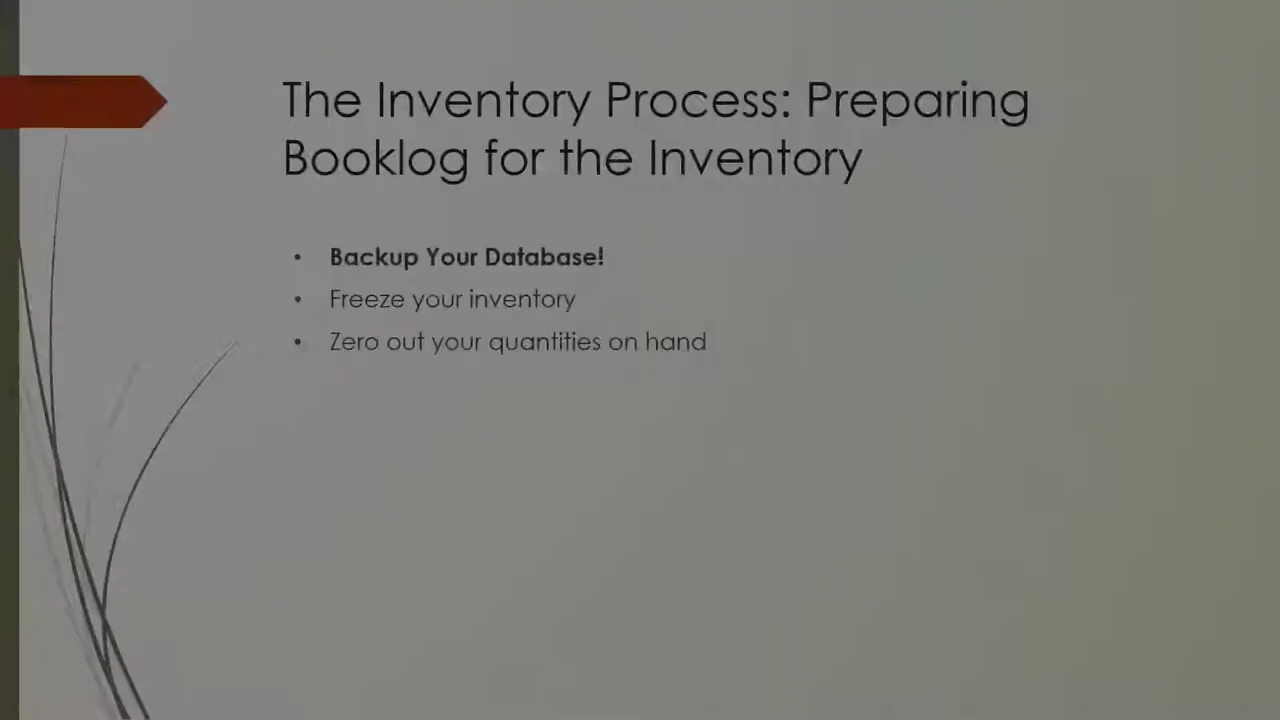 The Inventory Process: Preparing
Booklog for the Inventory
• Backup Your Database!
• Freeze your inventory
• Zero out your quantities on hand